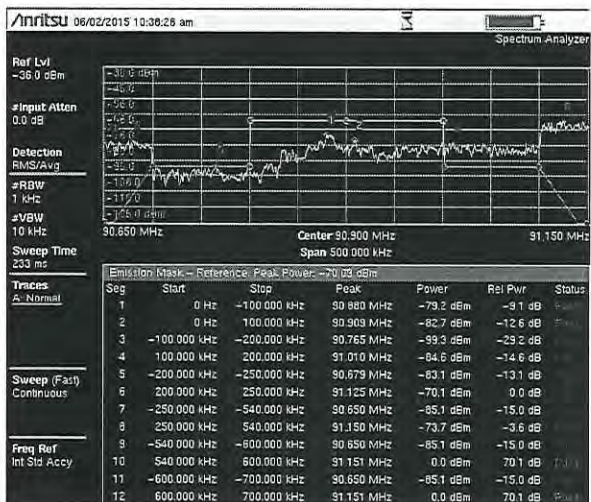 Anritsu 06/02/2015 10:38:26 am
Spectrum Analyzer
Ref Lvl
-36.0 dBm
#Input Atten
0.0 dB
Detection
RMS/Avg
#RBW
1 kHz
#VBW
10 kHz
Sweep Time
233 ms
Traces
A: Normal
Sweep (Fast)
Continuous
Freq Ref
Int Std Accy
90.650 MHz
Center 90.900 MHz
91.150 MHz
Span 500.000 kHz
Emission Mask - Reference: Peak Power: dBm
Seg Start Stop Peak Power Rel Pwr Status
1 0 Hz -100.000 kHz 90.880 MHz -79.2 dBm -9.1 dB
2 0 Hz 100.000 kHz 90.909 MHz -82.7 dBm -12.6 dB
3 -100.000 kHz -200.000 kHz 90.765 MHz -99.3 dBm -29.2 dB
4 100.000 kHz 200.000 kHz 91.010 MHz -84.6 dBm -14.6 dB
5 -200.000 kHz -250.000 kHz 90.679 MHz -83.1 dBm -13.1 dB
6 200.000 kHz 250.000 kHz 91.125 MHz -70.1 dBm 0.0 dB
7 -250.000 kHz -540.000 kHz 90.650 MHz -85.1 dBm -15.0 dB
8 250.000 kHz 540.000 kHz 91.150 MHz -73.7 dBm -3.6 dB
9 -540.000 kHz -600.000 kHz 90.650 MHz -85.1 dBm -15.0 dB
10 540.000 kHz 600.000 kHz 91.151 MHz 0.0 dBm 70.1 dB
11 -600.000 kHz -700.000 kHz 90.650 MHz -85.1 dBm -15.0 dB
12 600.000 kHz 700.000 kHz 91.151 MHz 0.0 dBm 70.1 dB